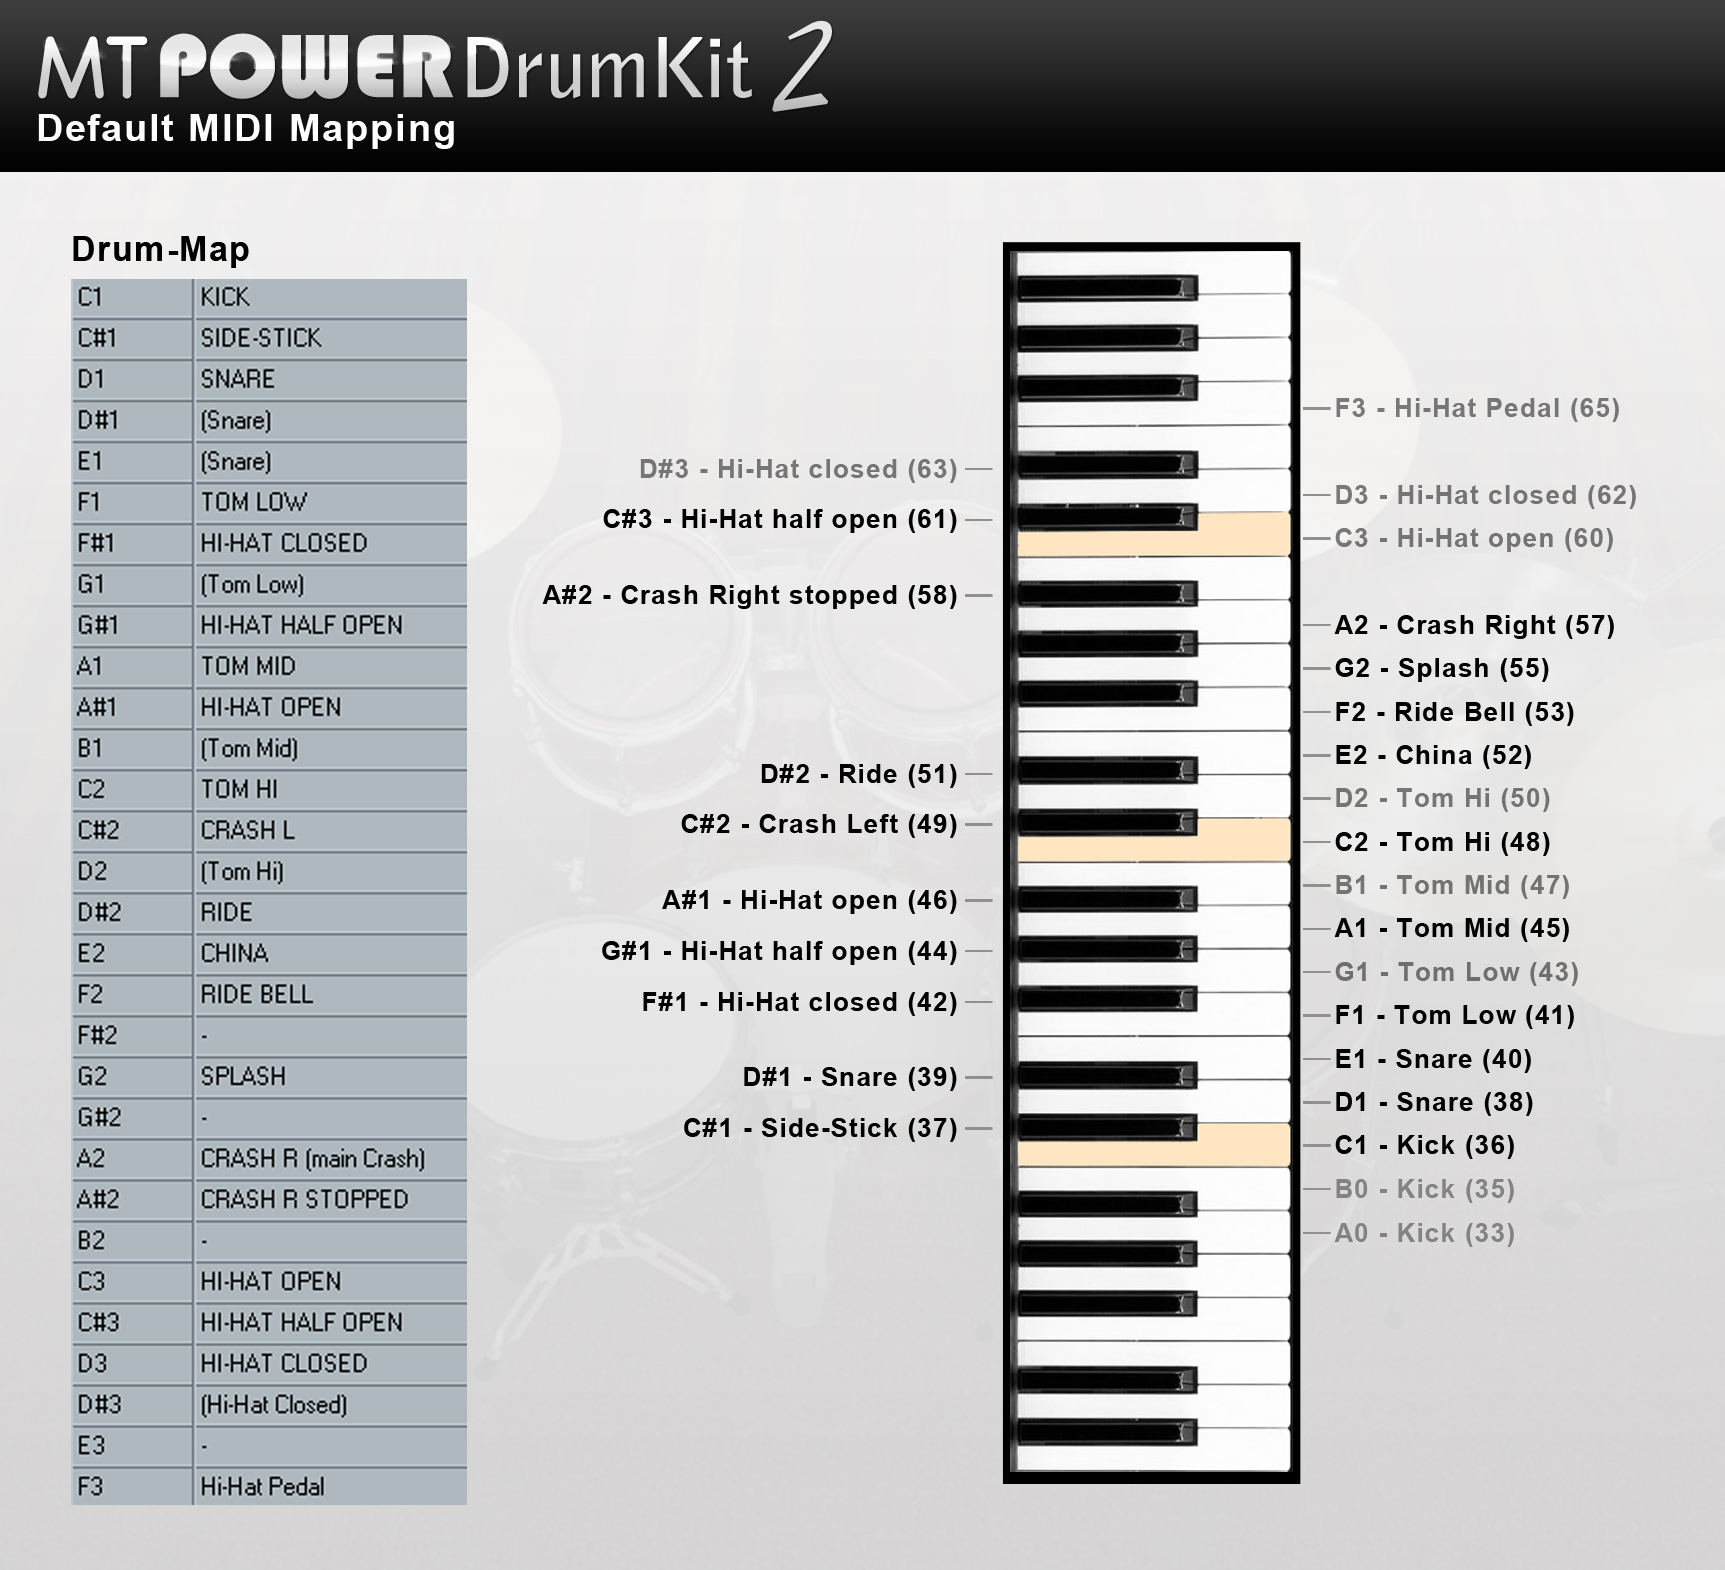 MT POWER DrumKit 2
Default MIDI Mapping
Drum-Map
C1 KICK
C#1 SIDE-STICK
D1 SNARE
D#1 (Snare)
E1 (Snare)
F1 TOM LOW
F#1 HI-HAT CLOSED
G1 (Tom Low)
G#1 HI-HAT HALF OPEN
A1 TOM MID
A#1 HI-HAT OPEN
B1 (Tom Mid)
C2 TOM HI
C#2 CRASH L
D2 (Tom Hi)
D#2 RIDE
E2 CHINA
F2 RIDE BELL
F#2 -
G2 SPLASH
G#2 -
A2 CRASH R (main Crash)
A#2 CRASH R STOPPED
B2 -
C3 HI-HAT OPEN
C#3 HI-HAT HALF OPEN
D3 HI-HAT CLOSED
D#3 (Hi-Hat Closed)
E3 -
F3 Hi-Hat Pedal
D#3 - Hi-Hat closed (63)
C#3 - Hi-Hat half open (61)
A#2 - Crash Right stopped (58)
D#2 - Ride (51)
C#2 - Crash Left (49)
A#1 - Hi-Hat open (46)
G#1 - Hi-Hat half open (44)
F#1 - Hi-Hat closed (42)
D#1 - Snare (39)
C#1 - Side-Stick (37)
F3 - Hi-Hat Pedal (65)
D3 - Hi-Hat closed (62)
C3 - Hi-Hat open (60)
A2 - Crash Right (57)
G2 - Splash (55)
F2 - Ride Bell (53)
E2 - China (52)
D2 - Tom Hi (50)
C2 - Tom Hi (48)
B1 - Tom Mid (47)
A1 - Tom Mid (45)
G1 - Tom Low (43)
F1 - Tom Low (41)
E1 - Snare (40)
D1 - Snare (38)
C1 - Kick (36)
B0 - Kick (35)
A0 - Kick (33)